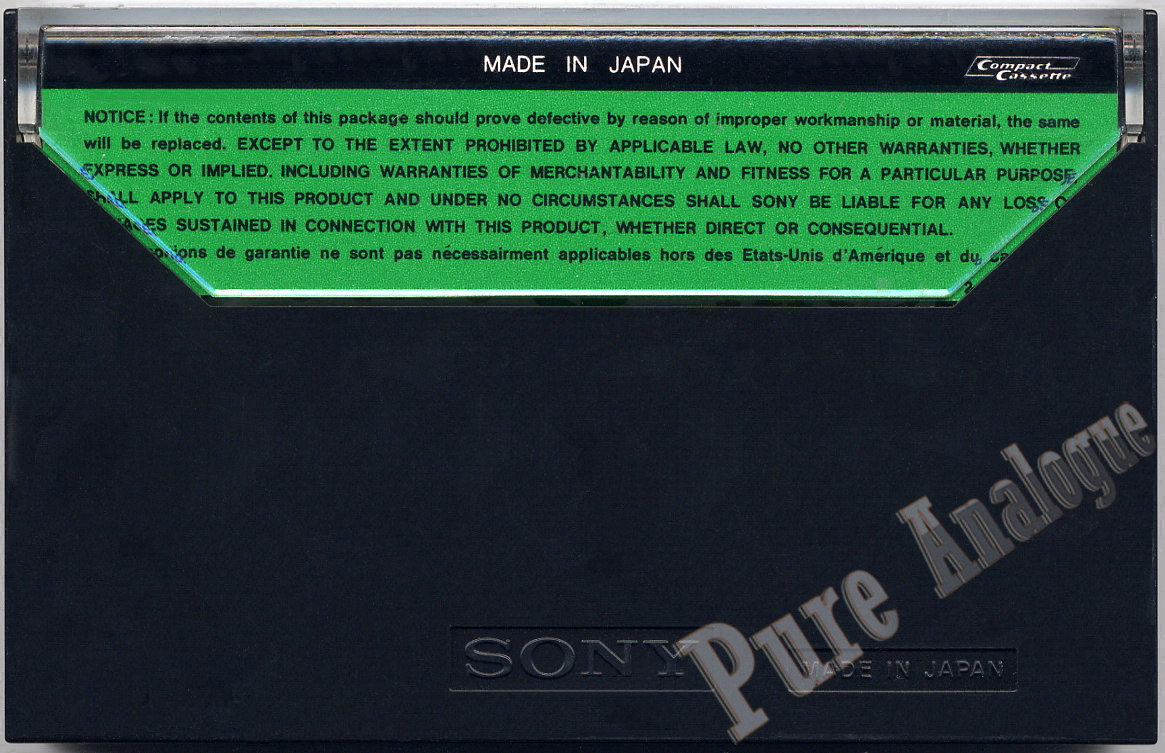 MADE IN JAPAN
Compact
Cassette
NOTICE: If the contents of this package should prove defective by reason of improper workmanship or material, the same
will be replaced. EXCEPT TO THE EXTENT PROHIBITED BY APPLICABLE LAW, NO OTHER WARRANTIES, WHETHER
EXPRESS OR IMPLIED. INCLUDING WARRANTIES OF MERCHANTABILITY AND FITNESS FOR A PARTICULAR PURPOSE
SHALL APPLY TO THIS PRODUCT AND UNDER NO CIRCUMSTANCES SHALL SONY BE LIABLE FOR ANY LOSS
SUSTAINED IN CONNECTION WITH THIS PRODUCT, WHETHER DIRECT OR CONSEQUENTIAL.
de garantie ne sont pas nécessairment applicables hors des Etats-Unis d'Amérique et du
Pure Analogue
SONY
MADE IN JAPAN